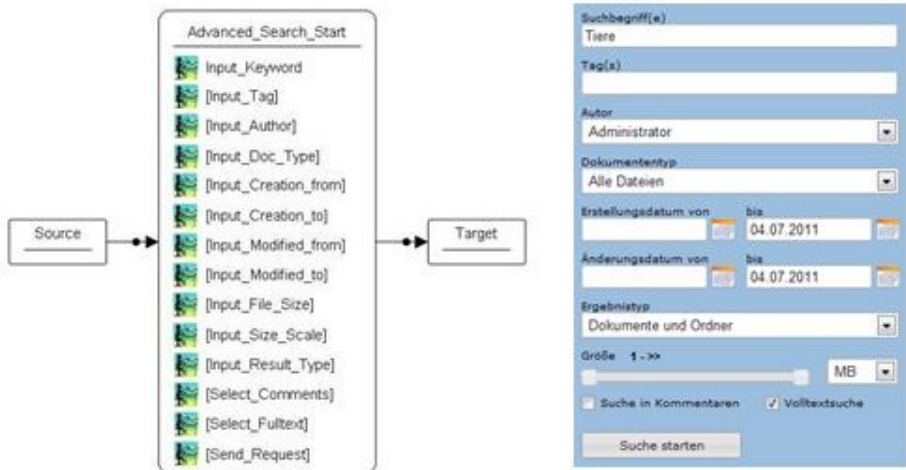 Advanced_Search_Start
Input_Keyword
[Input_Tag]
[Input_Author]
[Input_Doc_Type]
[Input_Creation_from]
[Input_Creation_to]
[Input_Modified_from]
[Input_Modified_to]
[Input_File_Size]
[Input_Size_Scale]
[Input_Result_Type]
[Select_Comments]
[Select_Fulltext]
[Send_Request]
Source
Target
Suchbegriff(e)
Tiere
Tag(s)
Autor
Administrator
Dokumententyp
Alle Dateien
Erstellungsdatum von bis
04.07.2011
Änderungsdatum von bis
04.07.2011
Ergebnistyp
Dokumente und Ordner
Größe 1 - >>
MB
Suche in Kommentaren Volltextsuche
Suche starten